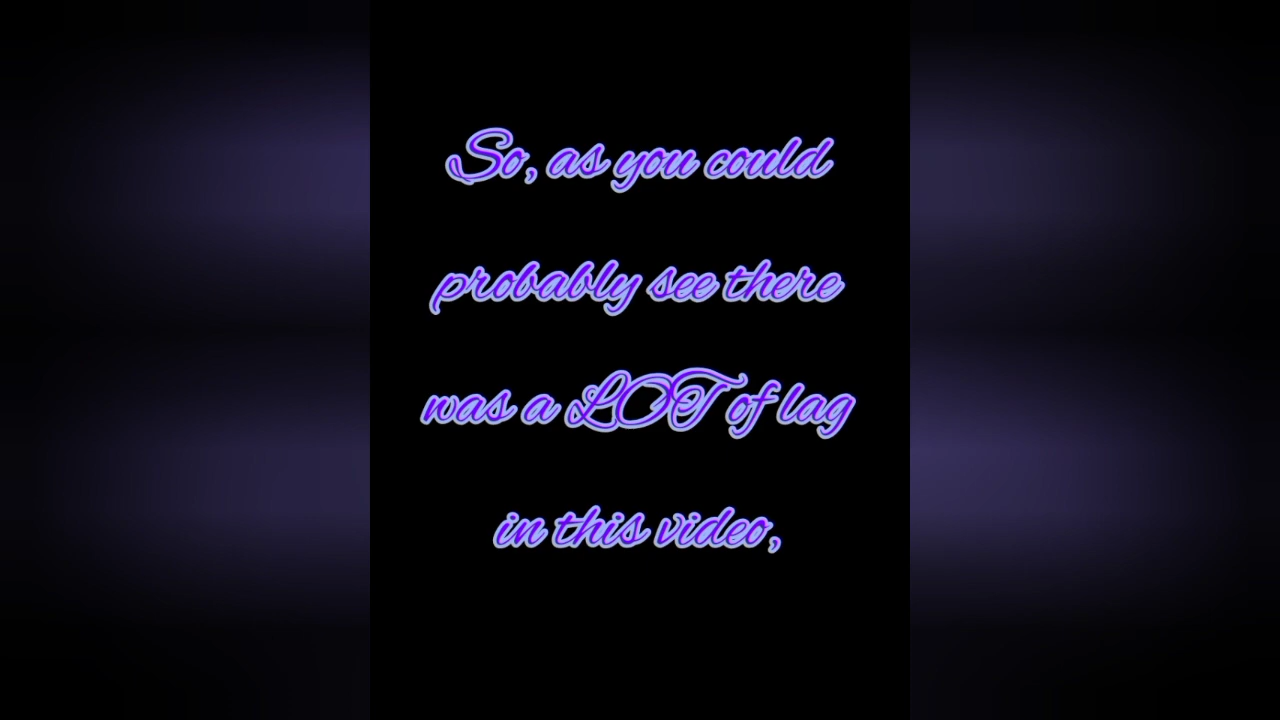 So, as you could
probably see there
was a LOT of lag
in this video,